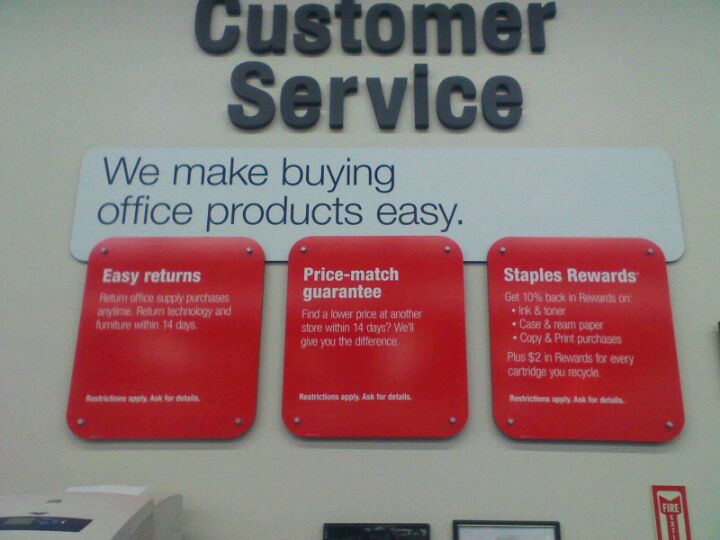 Customer
Service
We make buying
office products easy.
Easy returns
Return office supply purchases
anytime. Return technology and
furniture within 14 days.
Restrictions apply. Ask for details.
Price-match
guarantee
Find a lower price at another
store within 14 days? We'll
give you the difference.
Restrictions apply. Ask for details.
Staples Rewards
Get 10% back in Rewards on:
• Ink & toner
• Case & ream paper
• Copy & Print purchases
Plus $2 in Rewards for every
cartridge you recycle.
Restrictions apply. Ask for details.
FIRE